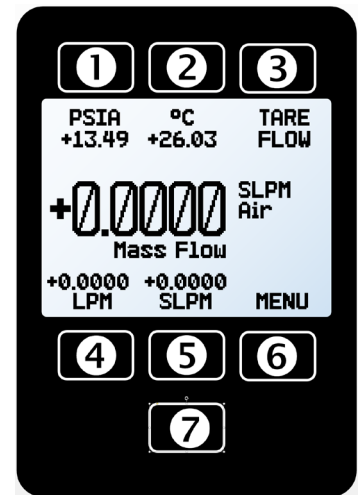 1 2 3
PSIA °C TARE
+13.49 +26.03 FLOW
+0.0000 SLPM
Air
Mass Flow
+0.0000 +0.0000
LPM SLPM MENU
4 5 6
7